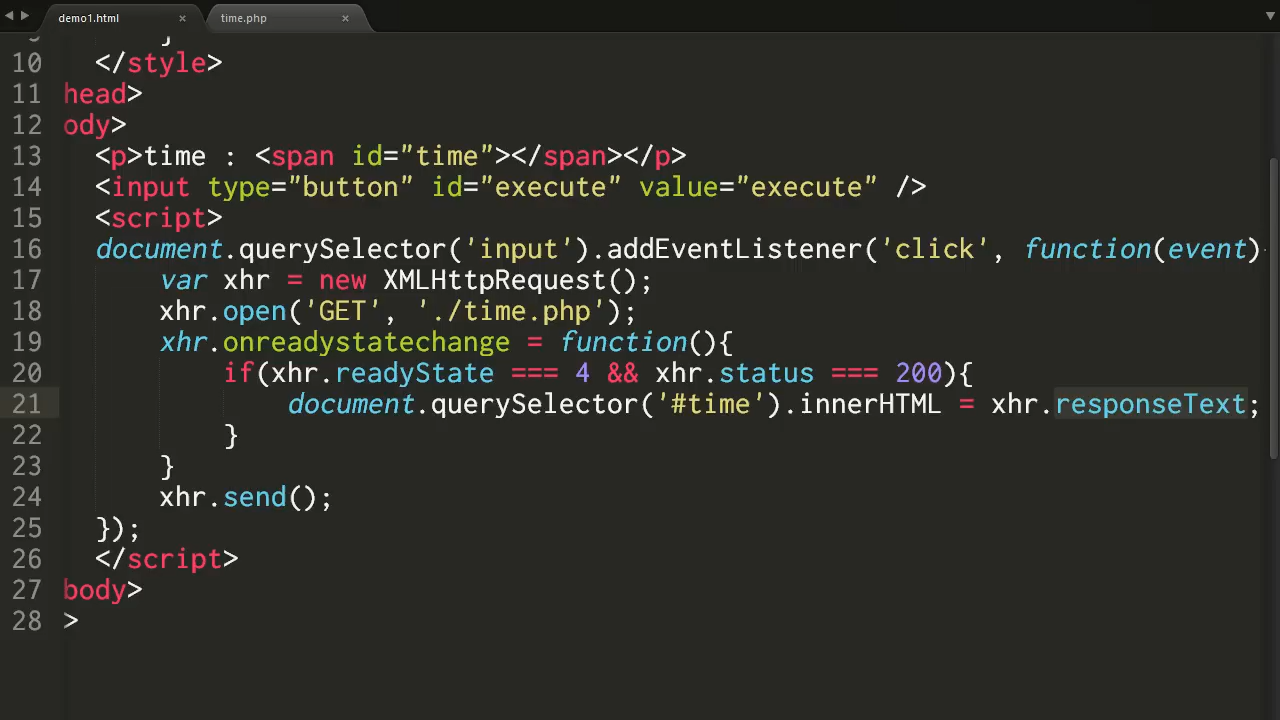 demo1.html
time.php
9 }
10 </style>
11 head>
12 ody>
13 <p>time : <span id="time"></span></p>
14 <input type="button" id="execute" value="execute" />
15 <script>
16 document.querySelector('input').addEventListener('click', function(event)
17 var xhr = new XMLHttpRequest();
18 xhr.open('GET', './time.php');
19 xhr.onreadystatechange = function(){
20 if(xhr.readyState === 4 && xhr.status === 200){
21 document.querySelector('#time').innerHTML = xhr.responseText;
22 }
23 }
24 xhr.send();
25 });
26 </script>
27 body>
28 >